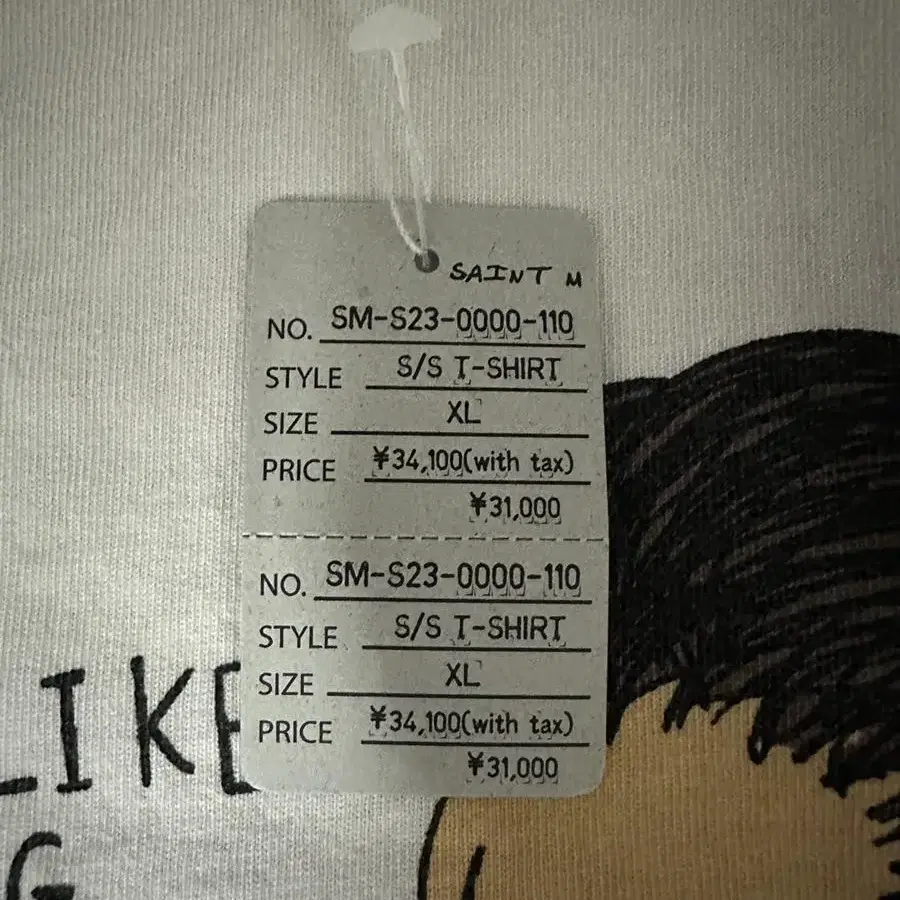 SAINT M
NO. SM-S23-0000-110
STYLE S/S T-SHIRT
SIZE XL
PRICE ¥34,100(with tax)
¥31,000
NO. SM-S23-0000-110
STYLE S/S T-SHIRT
SIZE XL
PRICE ¥34,100(with tax)
¥31,000
LIKE
G